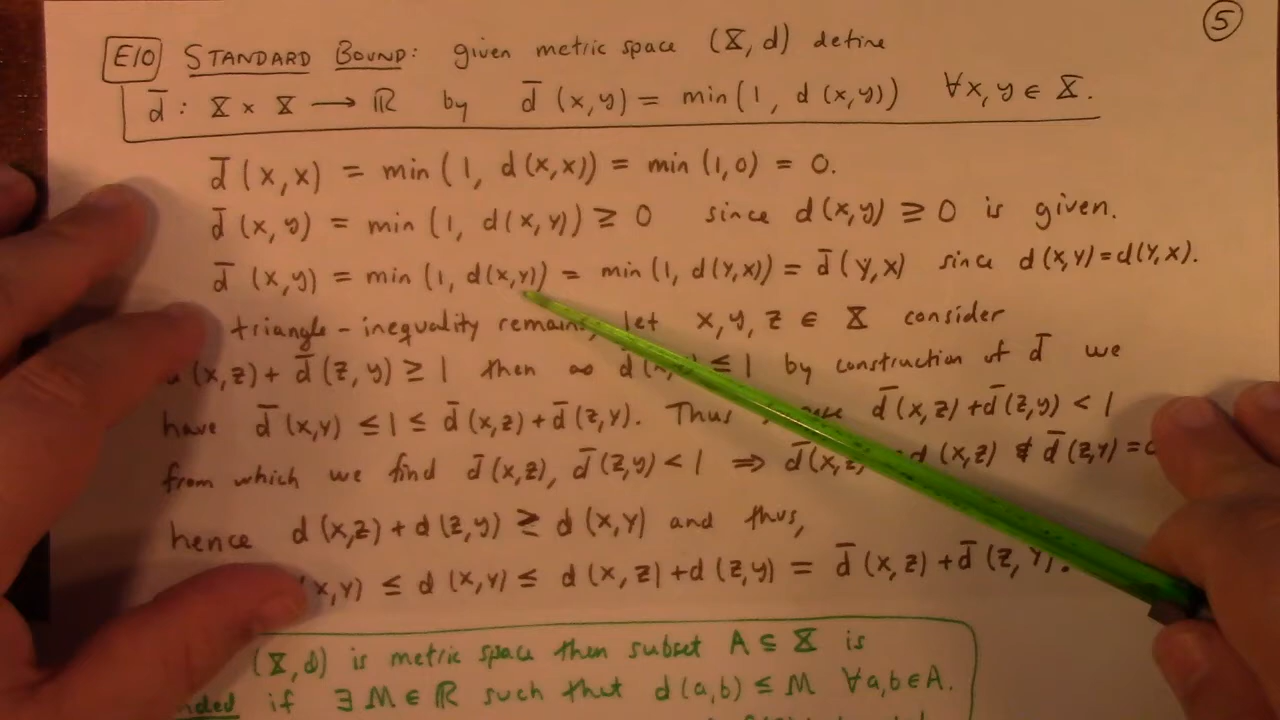 5
E10 STANDARD BOUND: given metric space (X, d) define
d̄ : X × X → ℝ by d̄ (x,y) = min(1, d (x,y)) ∀x, y ∈ X.
d̄ (x,x) = min(1, d(x,x)) = min(1,0) = 0.
d̄ (x,y) = min (1, d(x,y)) ≥ 0 since d(x,y) ≥ 0 is given.
d̄ (x,y) = min (1, d(x,y)) = min (1, d(y,x)) = d̄(y,x) since d(x,y)=d(y,x).
triangle-inequality remains, let x, y, z ∈ X consider
(x,z) + d̄ (z,y) ≥ 1 then as d(x, ) ≤ 1 by construction of d̄ we
have d̄ (x,y) ≤ 1 ≤ d̄(x,z)+d̄(z,y). Thus d̄(x,z)+d̄(z,y) < 1
from which we find d̄(x,z), d̄(z,y) < 1 ⇒ d̄(x,z) d(x,z) & d̄(z,y) =
hence d(x,z) + d(z,y) ≥ d(x,y) and thus,
(x,y) ≤ d(x,y) ≤ d(x,z)+d(z,y) = d̄(x,z)+d̄(z,y).
(X,d) is metric space then subset A ⊆ X is
if ∃ M ∈ ℝ such that d(a,b) ≤ M ∀a,b∈A.